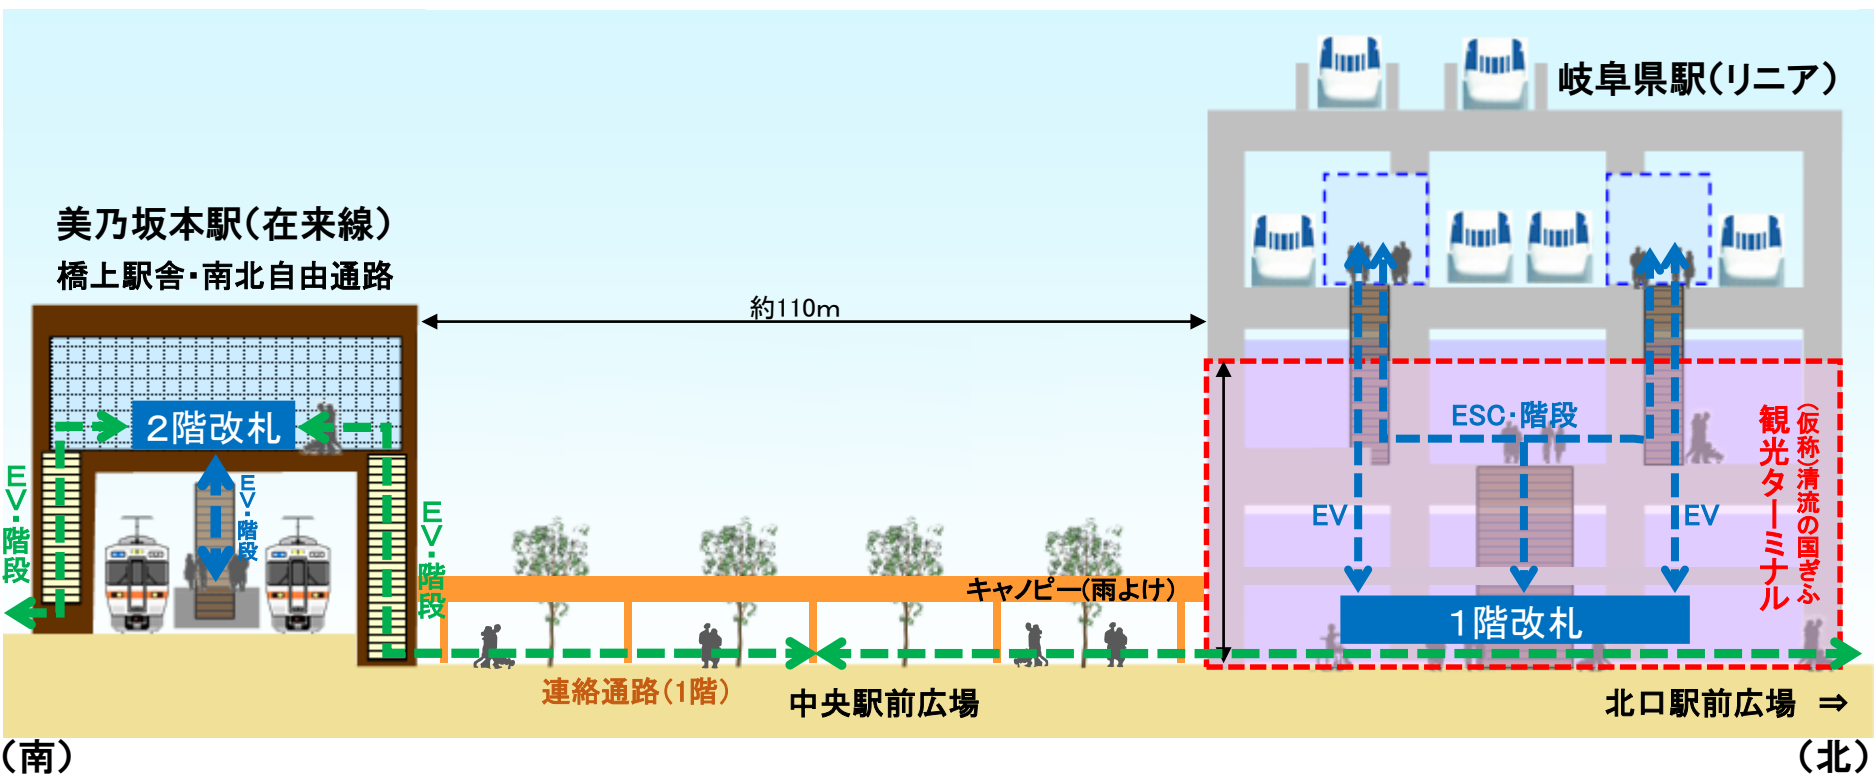 岐阜県駅(リニア)
美乃坂本駅(在来線)
橋上駅舎・南北自由通路
約110m
2階改札
EV・階段
EV・階段
EV・階段
ESC・階段
EV
EV
(仮称)清流の国ぎふ
観光ターミナル
キャノピー(雨よけ)
1階改札
連絡通路(1階)
中央駅前広場
北口駅前広場 ⇒
(南)
(北)